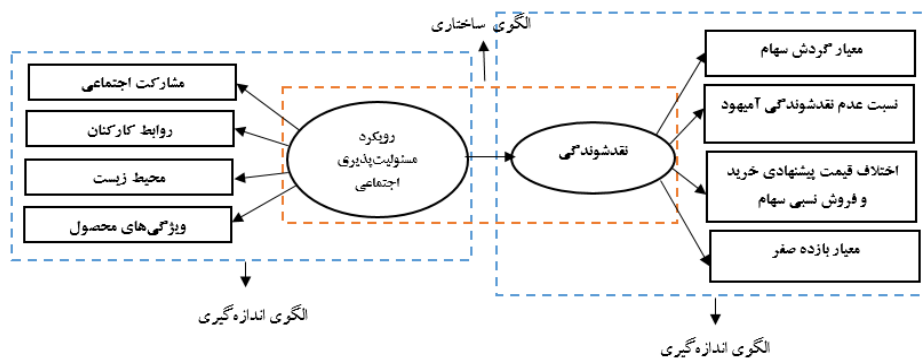 الگوی ساختاری
معیار گردش سهام
نسبت عدم نقدشوندگی آمیهود
اختلاف قیمت پیشنهادی خرید
و فروش نسبی سهام
معیار بازده صفر
نقدشوندگی
رویکرد
مسئولیت‌پذیری
اجتماعی
مشارکت اجتماعی
روابط کارکنان
محیط زیست
ویژگی‌های محصول
الگوی اندازه‌گیری
الگوی اندازه‌گیری